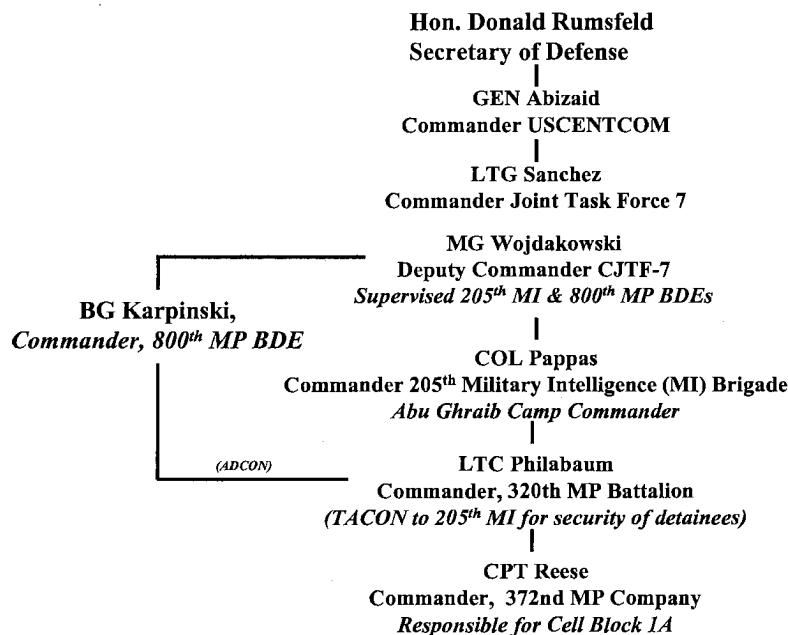 Hon. Donald Rumsfeld
Secretary of Defense
GEN Abizaid
Commander USCENTCOM
LTG Sanchez
Commander Joint Task Force 7
MG Wojdakowski
Deputy Commander CJTF-7
Supervised 205th MI & 800th MP BDEs
BG Karpinski,
Commander, 800th MP BDE
COL Pappas
Commander 205th Military Intelligence (MI) Brigade
Abu Ghraib Camp Commander
(ADCON)
LTC Philabaum
Commander, 320th MP Battalion
(TACON to 205th MI for security of detainees)
CPT Reese
Commander, 372nd MP Company
Responsible for Cell Block 1A